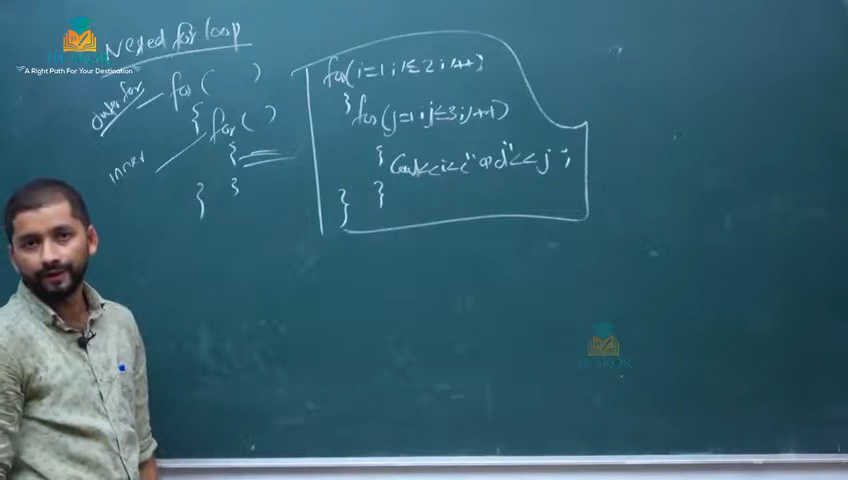 Nested for loop
A Right Path For Your Destination
outer for
for(     )
{
for( )
inner
{
}
}
for(i=1;i≤2;i++)
}for(j=1;j≤3;j++)
{
cout<<i<<" and"<<j;
}
}